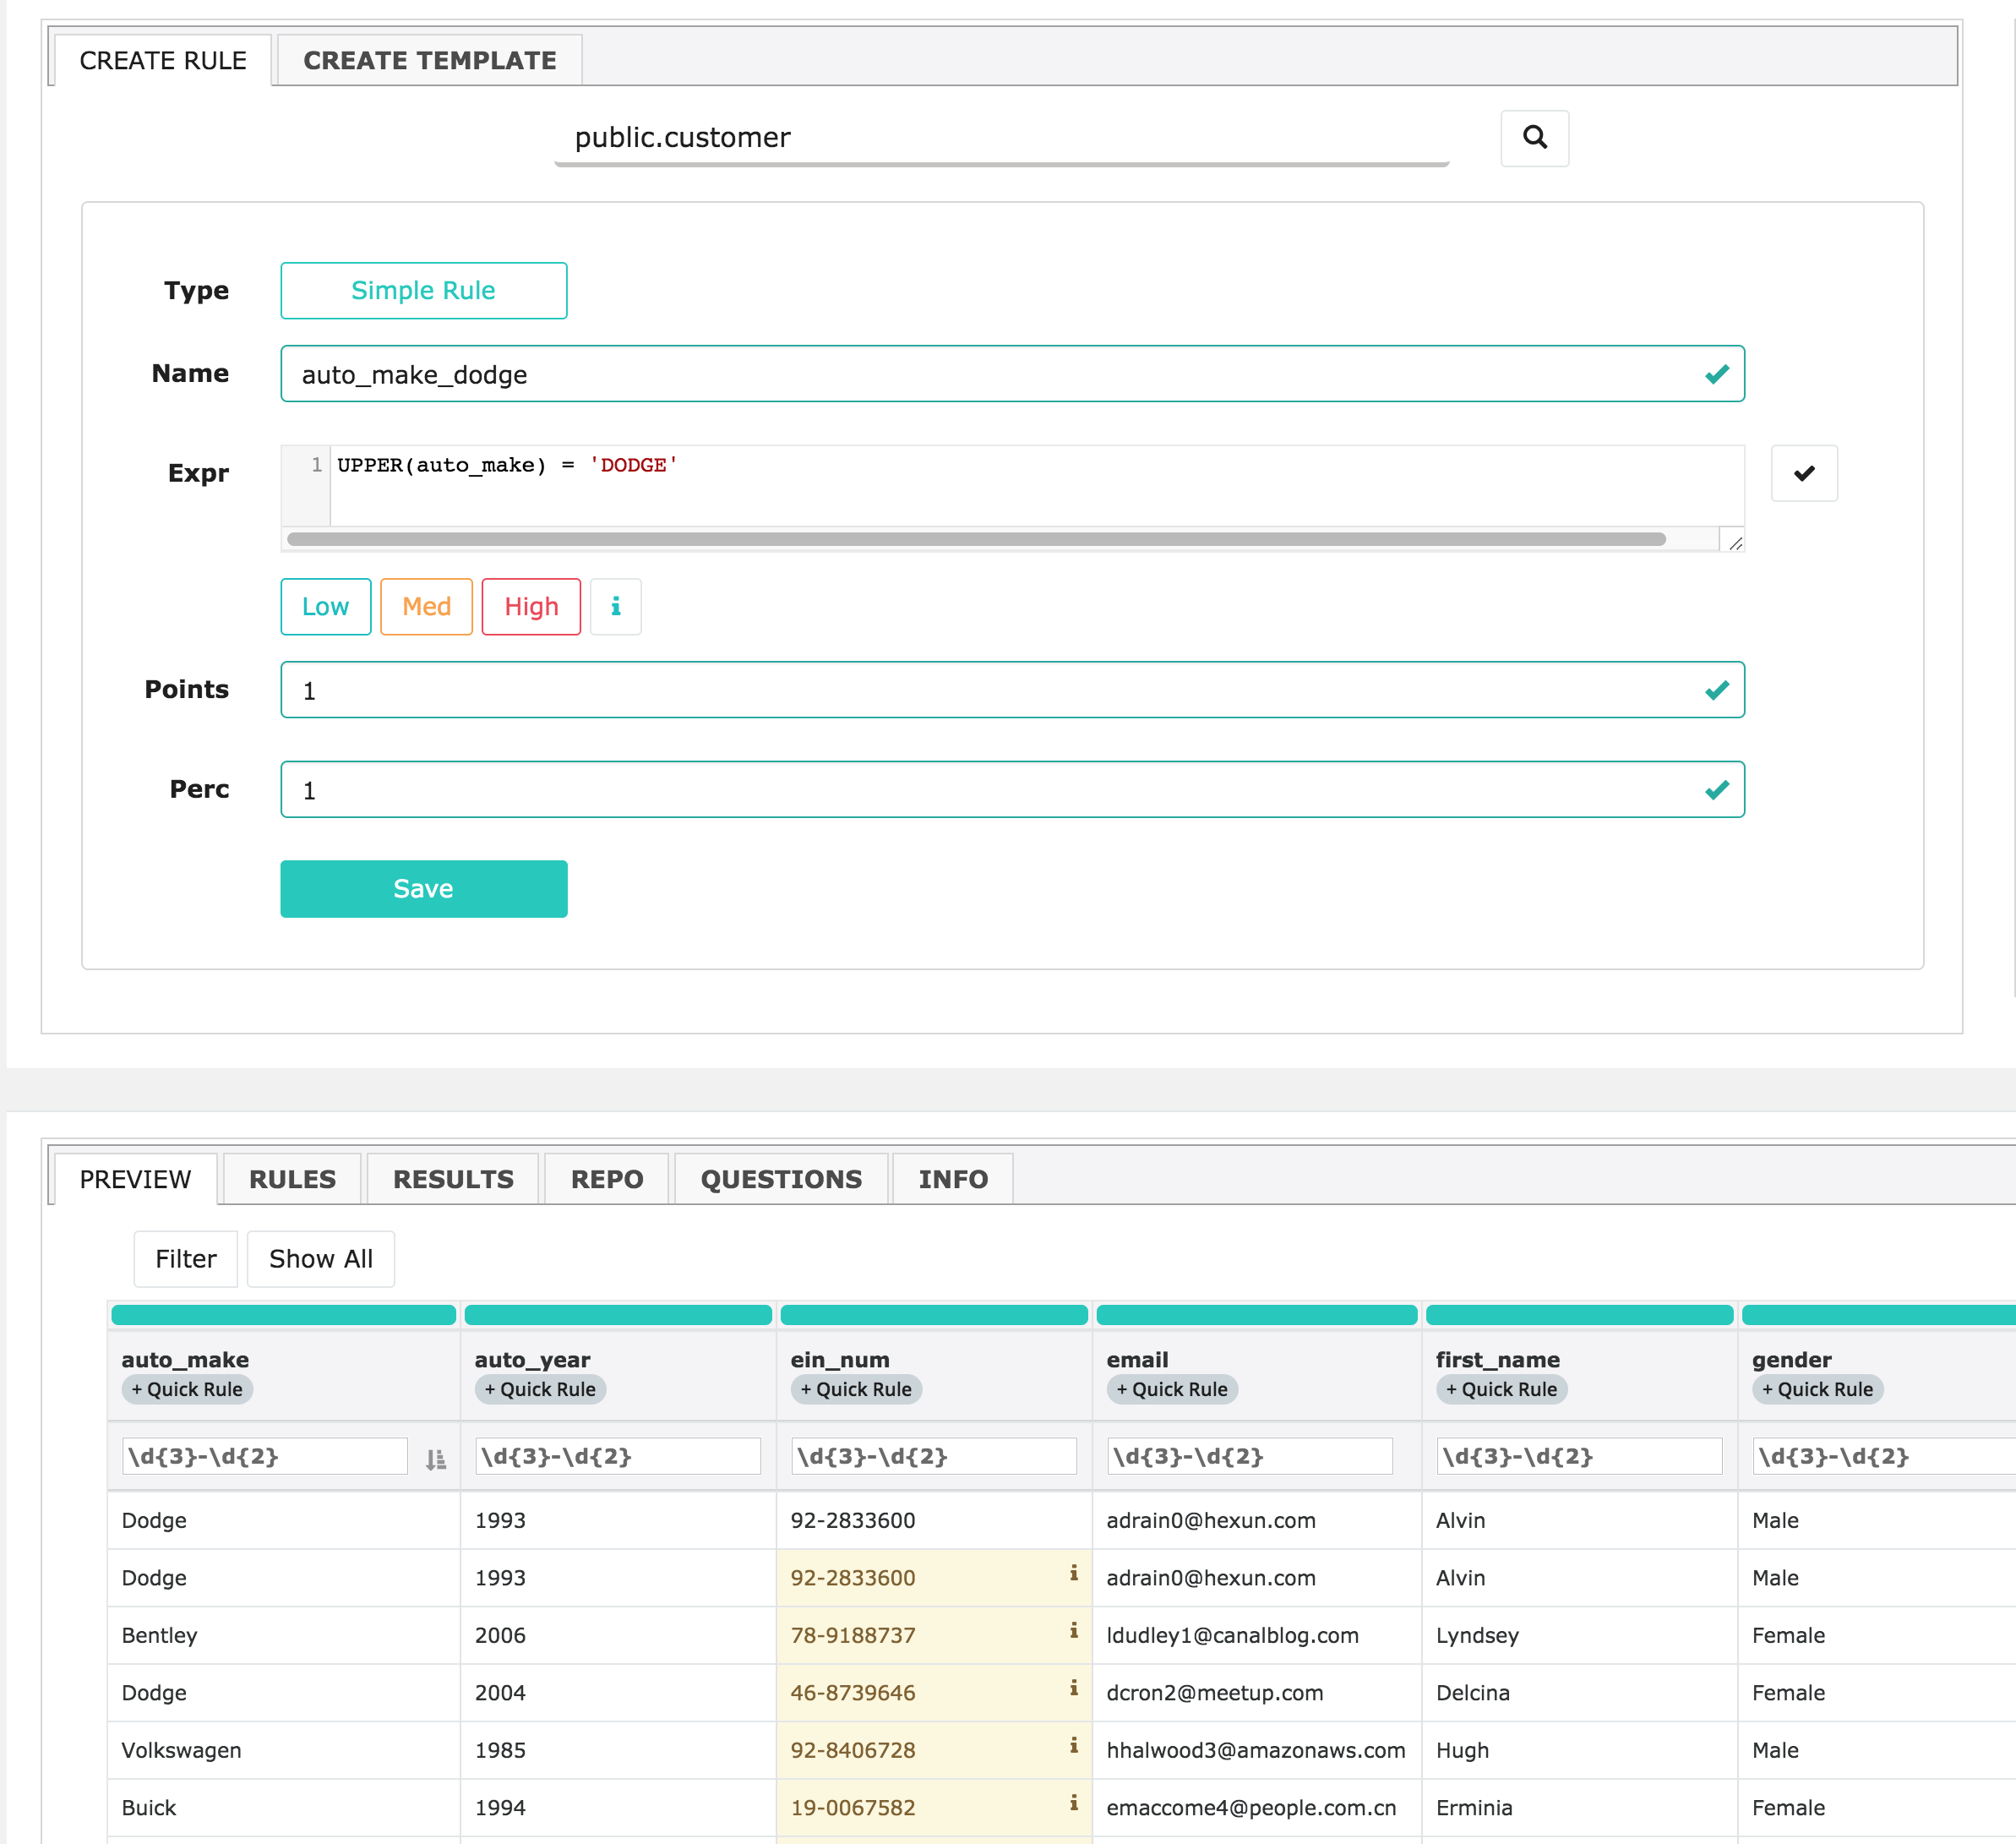 CREATE RULE CREATE TEMPLATE
public.customer
Type Simple Rule
Name auto_make_dodge
Expr 1 UPPER(auto_make) = 'DODGE'
Low Med High i
Points 1
Perc 1
Save
PREVIEW RULES RESULTS REPO QUESTIONS INFO
Filter Show All
auto_make auto_year ein_num email first_name gender
+ Quick Rule + Quick Rule + Quick Rule + Quick Rule + Quick Rule + Quick Rule
\d{3}-\d{2} \d{3}-\d{2} \d{3}-\d{2} \d{3}-\d{2} \d{3}-\d{2} \d{3}-\d{2}
Dodge 1993 92-2833600 adrain0@hexun.com Alvin Male
Dodge 1993 92-2833600 i adrain0@hexun.com Alvin Male
Bentley 2006 78-9188737 i ldudley1@canalblog.com Lyndsey Female
Dodge 2004 46-8739646 i dcron2@meetup.com Delcina Female
Volkswagen 1985 92-8406728 i hhalwood3@amazonaws.com Hugh Male
Buick 1994 19-0067582 i emaccome4@people.com.cn Erminia Female